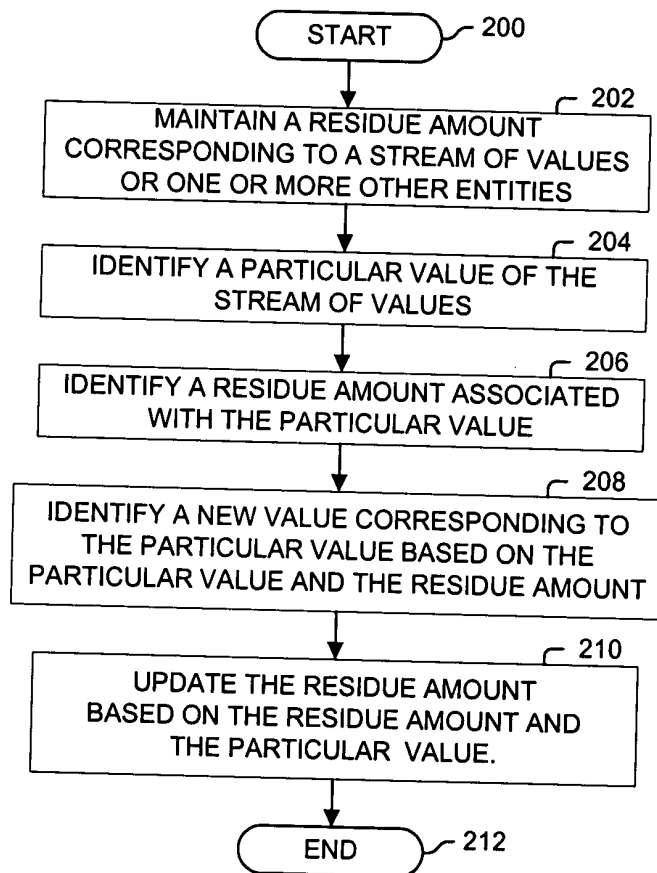 START
200
202
MAINTAIN A RESIDUE AMOUNT
CORRESPONDING TO A STREAM OF VALUES
OR ONE OR MORE OTHER ENTITIES
204
IDENTIFY A PARTICULAR VALUE OF THE
STREAM OF VALUES
206
IDENTIFY A RESIDUE AMOUNT ASSOCIATED
WITH THE PARTICULAR VALUE
208
IDENTIFY A NEW VALUE CORRESPONDING TO
THE PARTICULAR VALUE BASED ON THE
PARTICULAR VALUE AND THE RESIDUE AMOUNT
210
UPDATE THE RESIDUE AMOUNT
BASED ON THE RESIDUE AMOUNT AND
THE PARTICULAR VALUE.
END
212